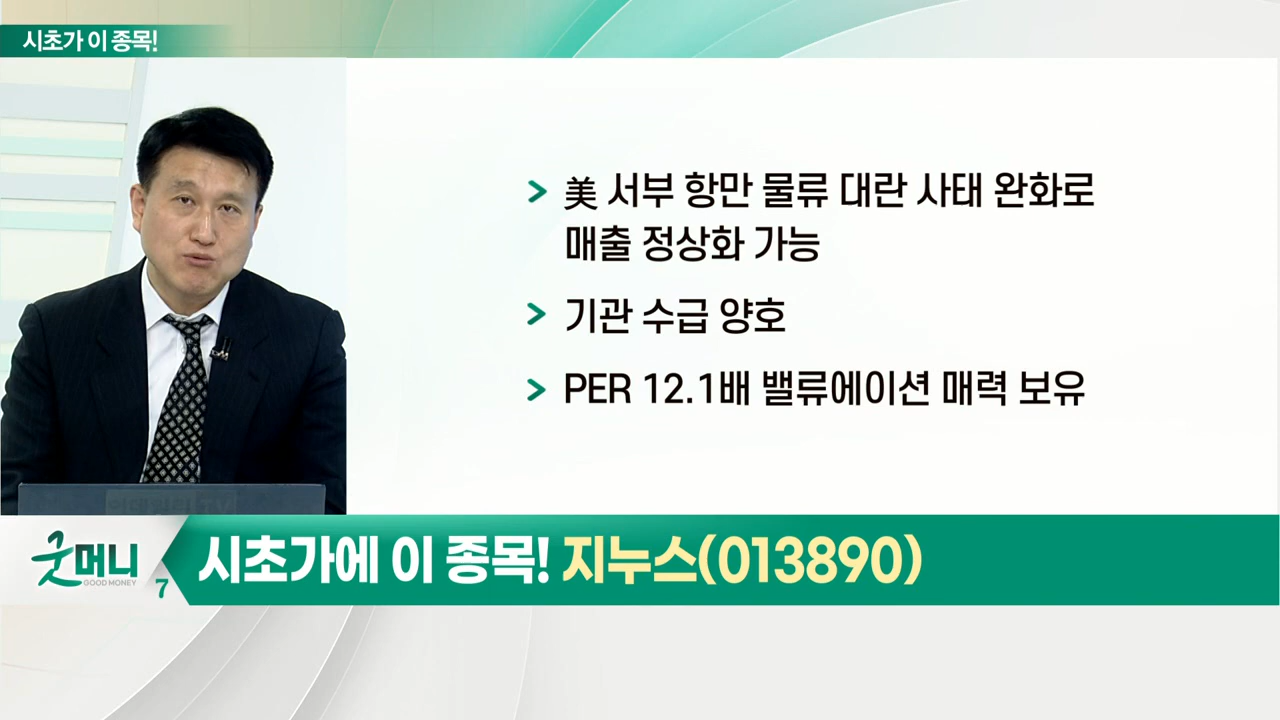 시초가 이 종목!
> 美 서부 항만 물류 대란 사태 완화로
매출 정상화 가능
> 기관 수급 양호
> PER 12.1배 밸류에이션 매력 보유
굿머니
GOOD MONEY
7
시초가에 이 종목! 지누스(013890)